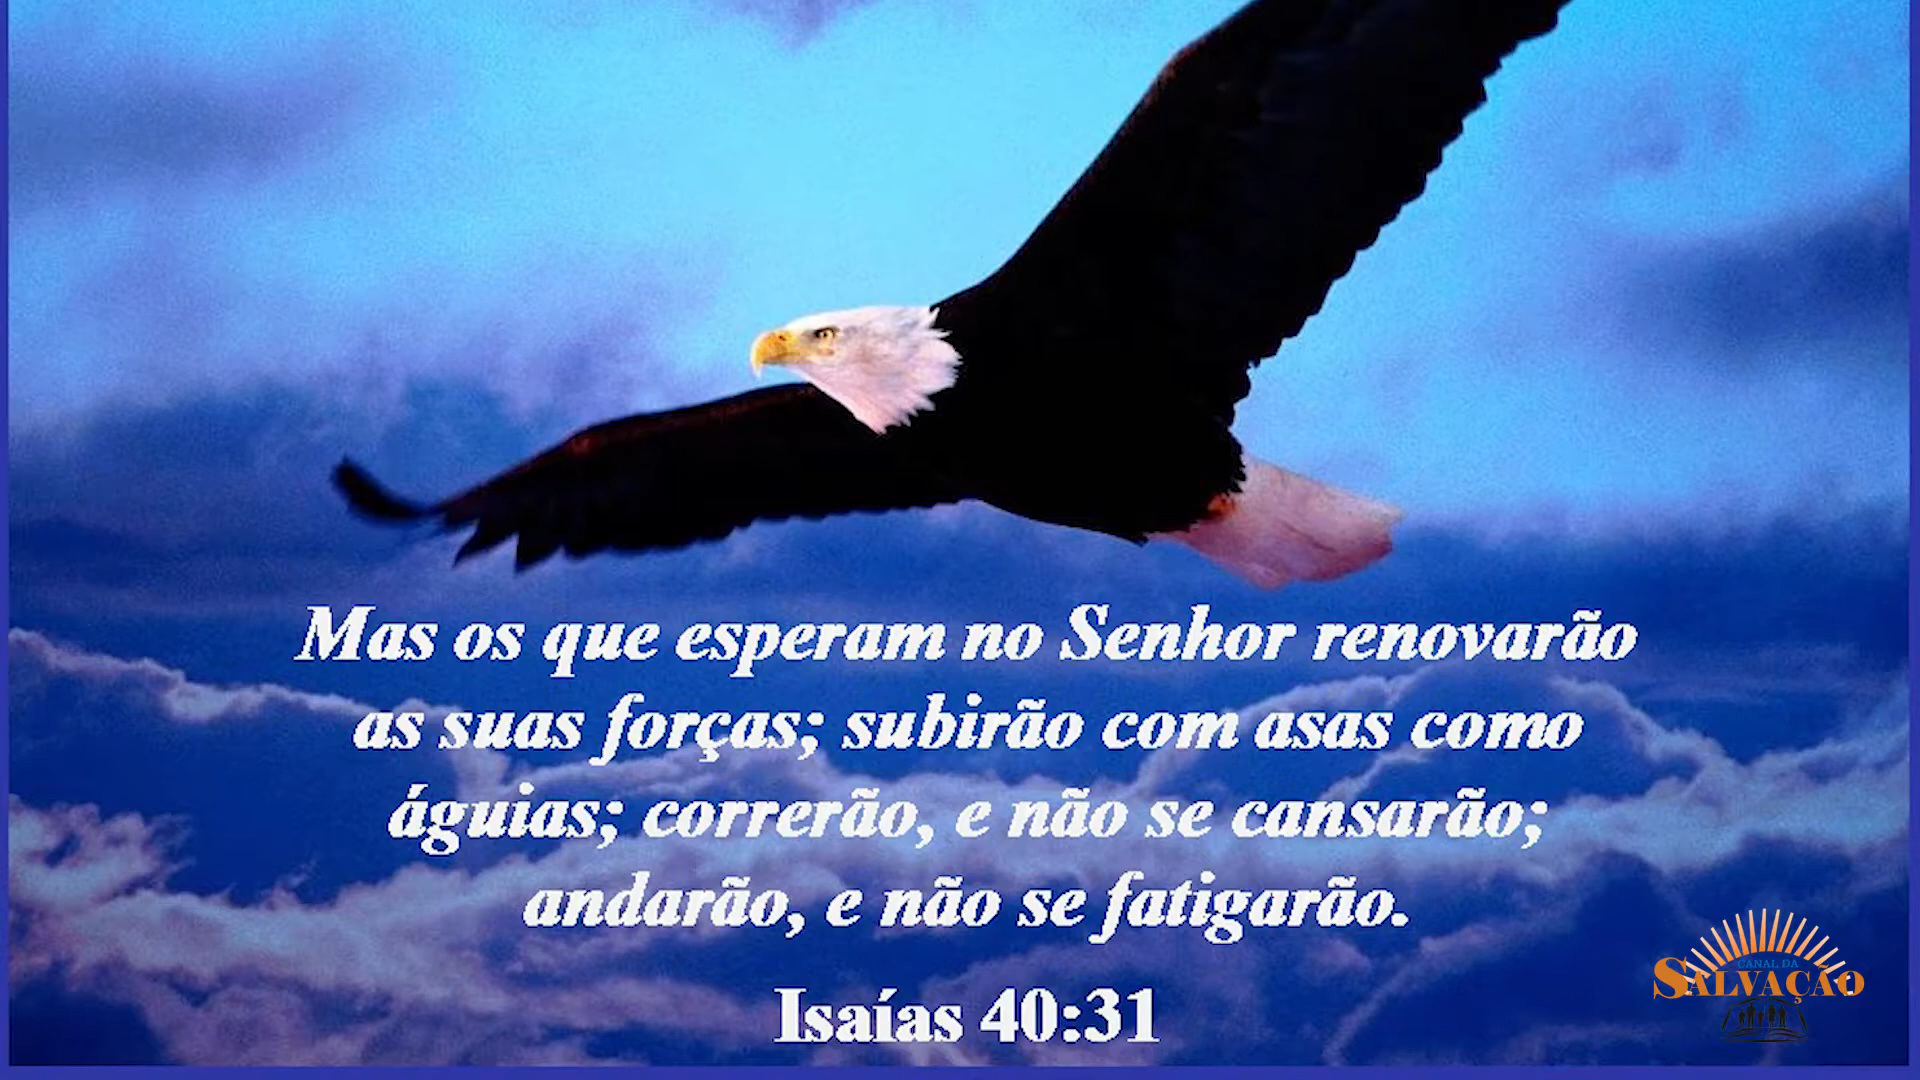 Mas os que esperam no Senhor renovarão
as suas forças; subirão com asas como
águias; correrão, e não se cansarão;
andarão, e não se fatigarão.
Isaías 40:31
CANAL DA
SALVAÇÃO